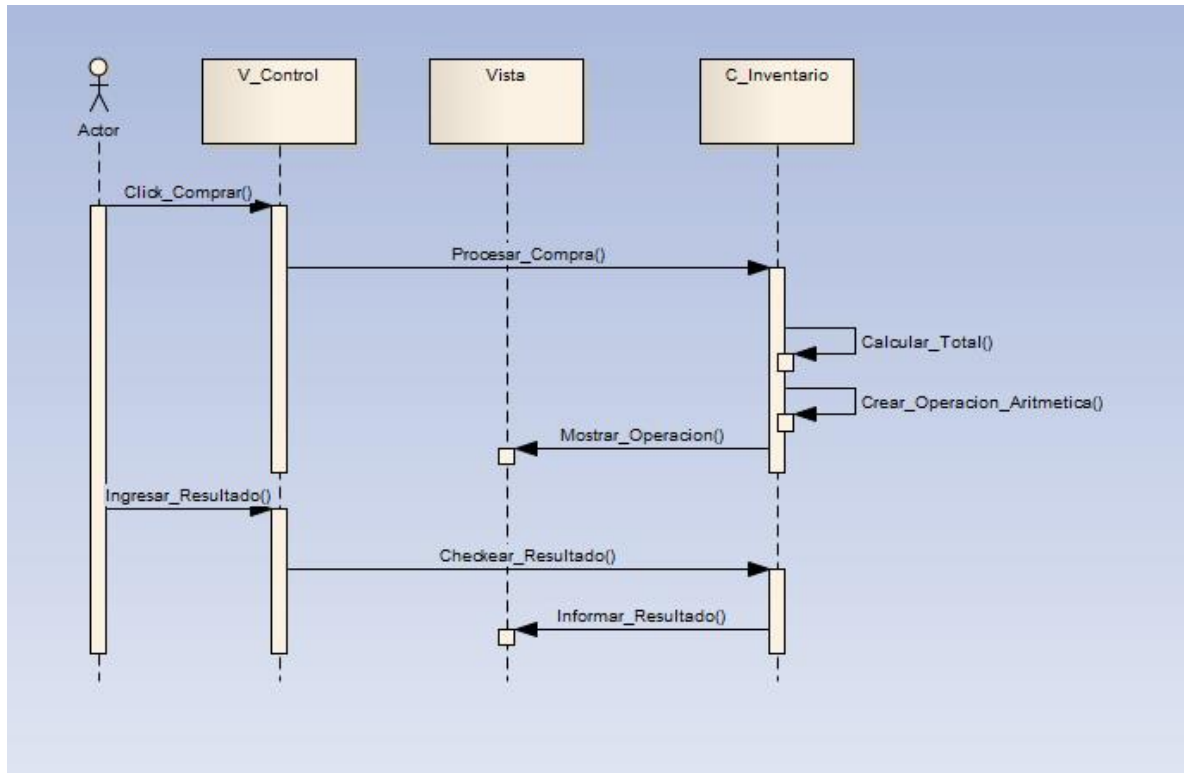 V_Control
Vista
C_Inventario
Actor
Click_Comprar()
Procesar_Compra()
Calcular_Total()
Crear_Operacion_Aritmetica()
Mostrar_Operacion()
Ingresar_Resultado()
Checkear_Resultado()
Informar_Resultado()